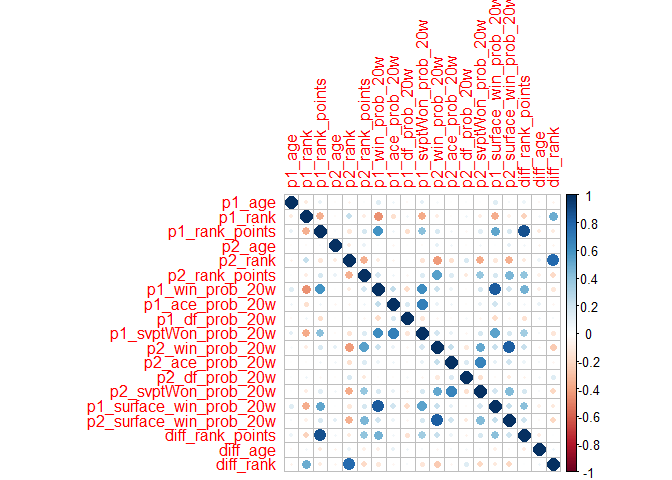 p1_age
p1_rank
p1_rank_points
p2_age
p2_rank
p2_rank_points
p1_win_prob_20w
p1_ace_prob_20w
p1_df_prob_20w
p1_svptWon_prob_20w
p2_win_prob_20w
p2_ace_prob_20w
p2_df_prob_20w
p2_svptWon_prob_20w
p1_surface_win_prob_20w
p2_surface_win_prob_20w
diff_rank_points
diff_age
diff_rank
p1_age
p1_rank
p1_rank_points
p2_age
p2_rank
p2_rank_points
p1_win_prob_20w
p1_ace_prob_20w
p1_df_prob_20w
p1_svptWon_prob_20w
p2_win_prob_20w
p2_ace_prob_20w
p2_df_prob_20w
p2_svptWon_prob_20w
p1_surface_win_prob_20w
p2_surface_win_prob_20w
diff_rank_points
diff_age
diff_rank
1
0.8
0.6
0.4
0.2
0
-0.2
-0.4
-0.6
-0.8
-1